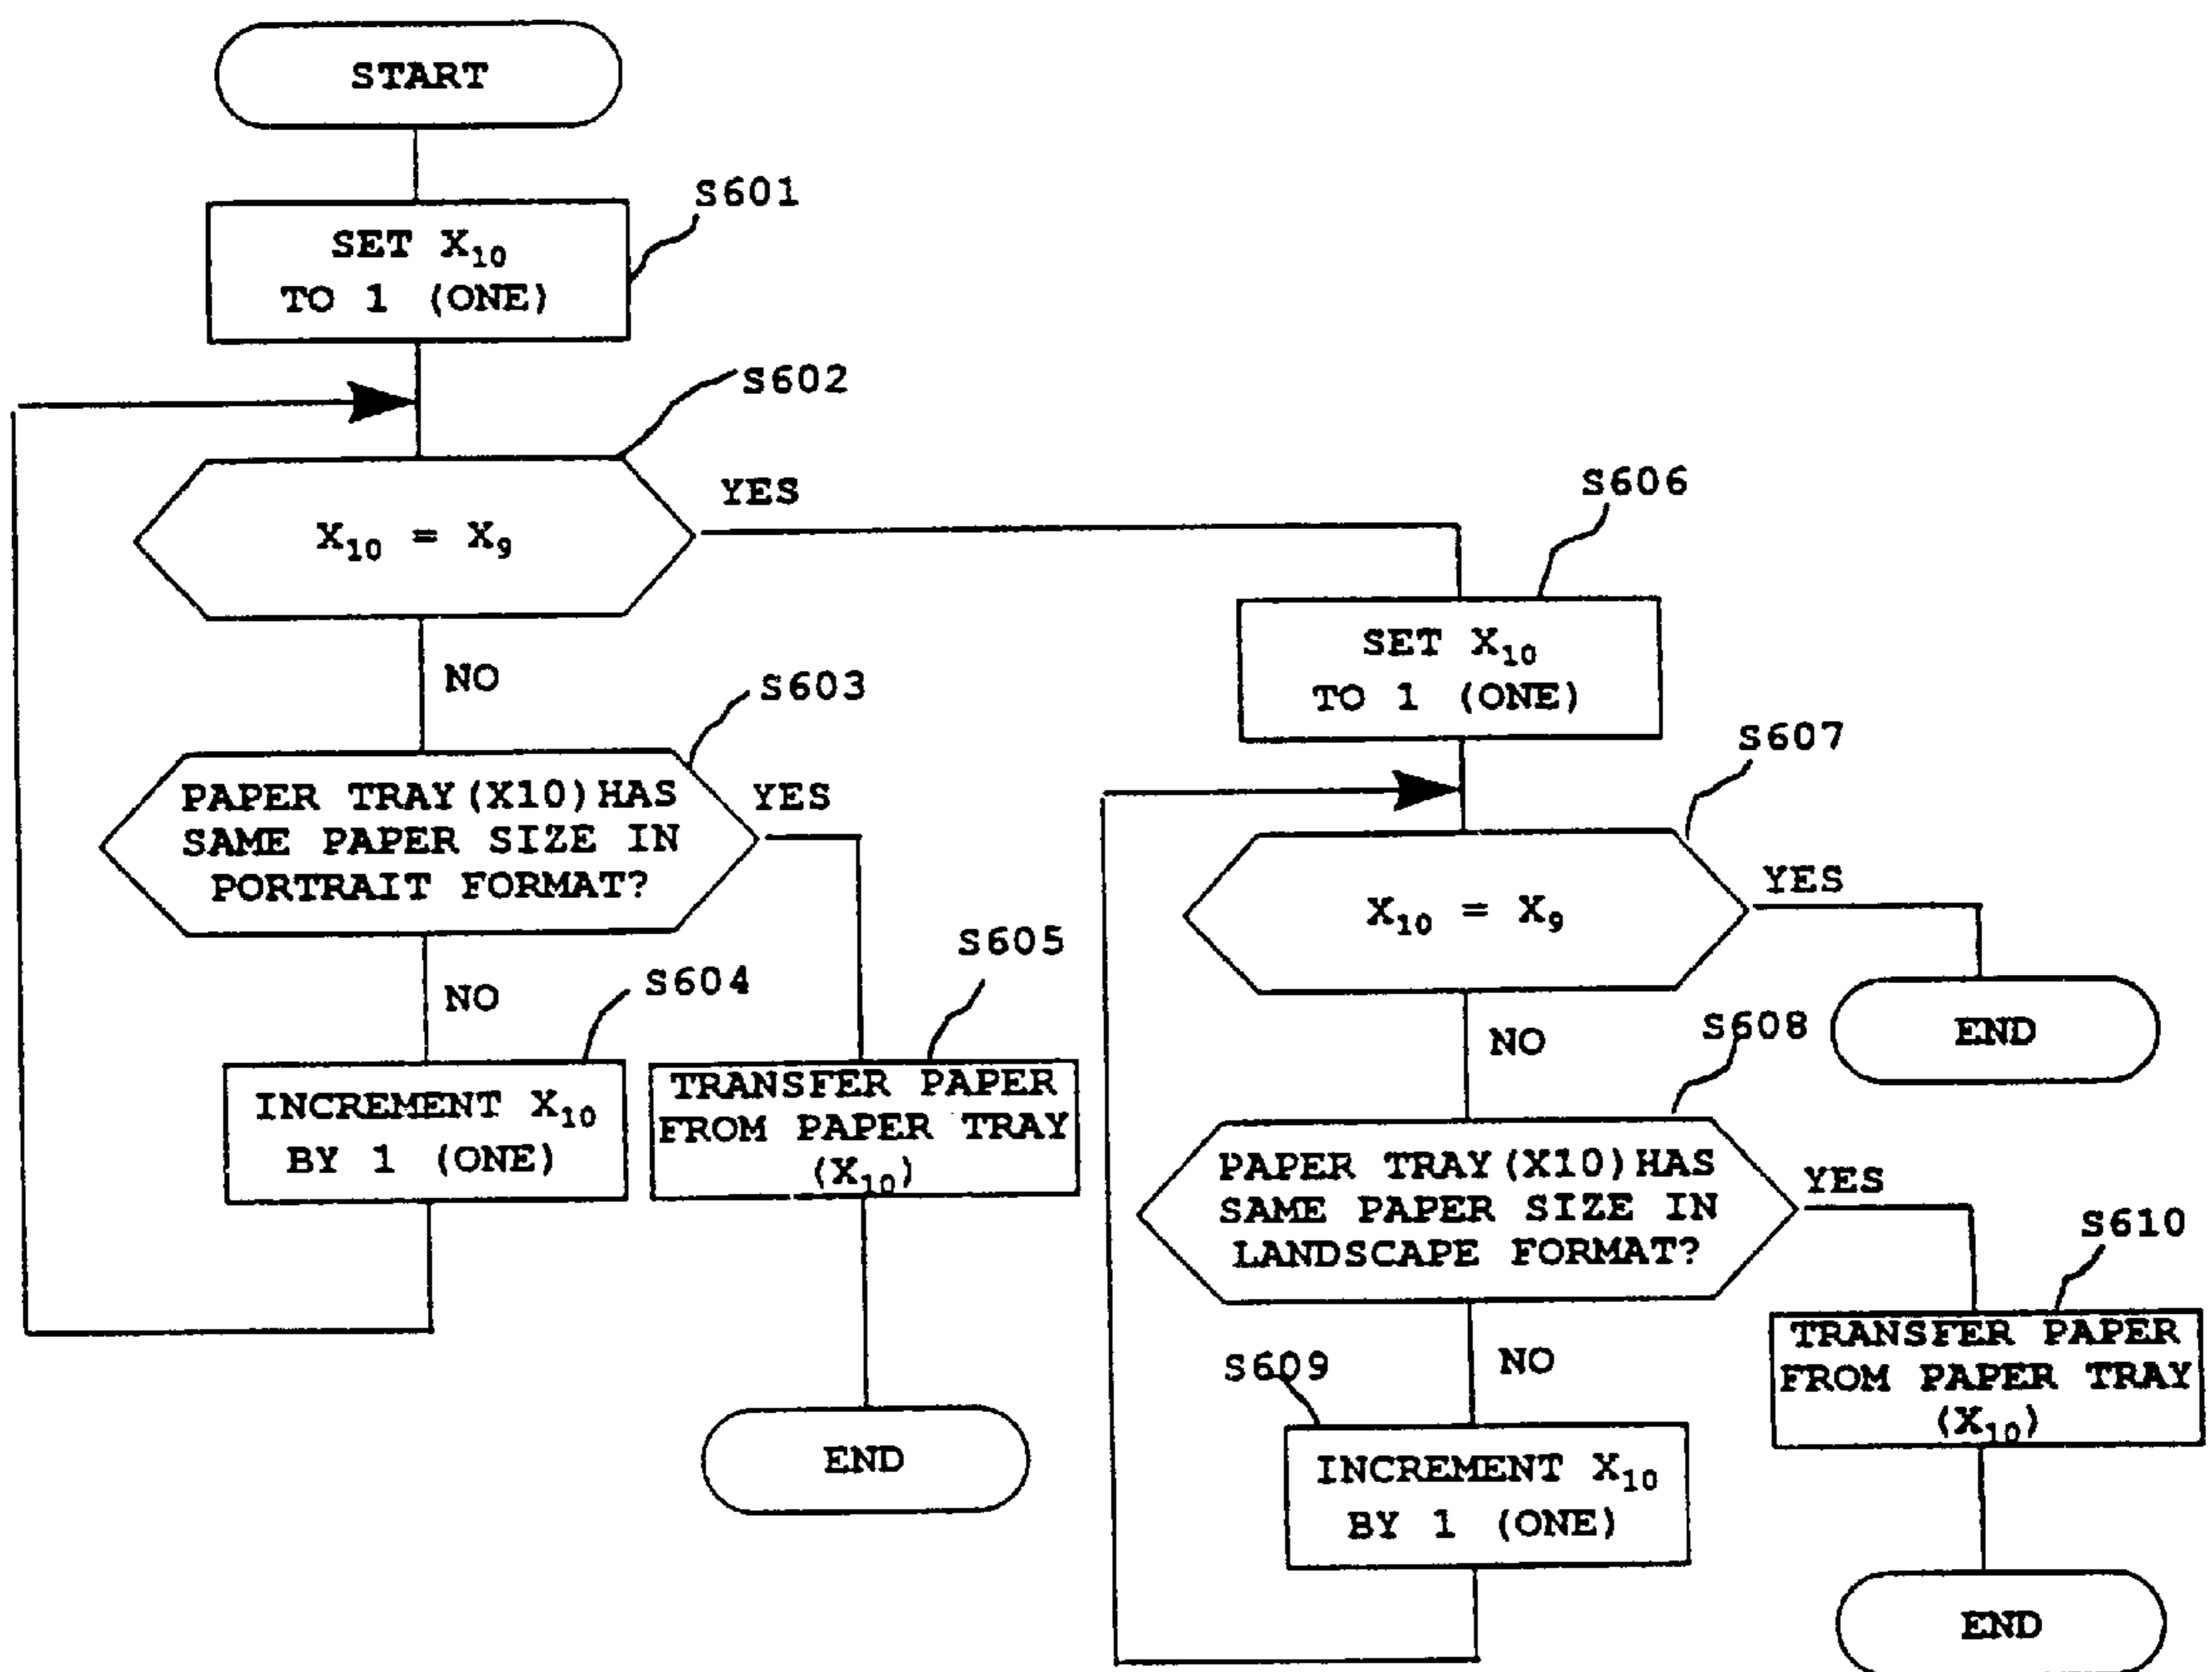 START
S601
SET X₁₀
TO 1 (ONE)
S602
X₁₀ = X₉
YES
NO
S603
PAPER TRAY(X10)HAS
SAME PAPER SIZE IN
PORTRAIT FORMAT?
YES
NO
S604
INCREMENT X₁₀
BY 1 (ONE)
S605
TRANSFER PAPER
FROM PAPER TRAY
(X₁₀)
END
S606
SET X₁₀
TO 1 (ONE)
S607
X₁₀ = X₉
YES
END
NO
S608
PAPER TRAY(X10)HAS
SAME PAPER SIZE IN
LANDSCAPE FORMAT?
YES
NO
S609
INCREMENT X₁₀
BY 1 (ONE)
S610
TRANSFER PAPER
FROM PAPER TRAY
(X₁₀)
END